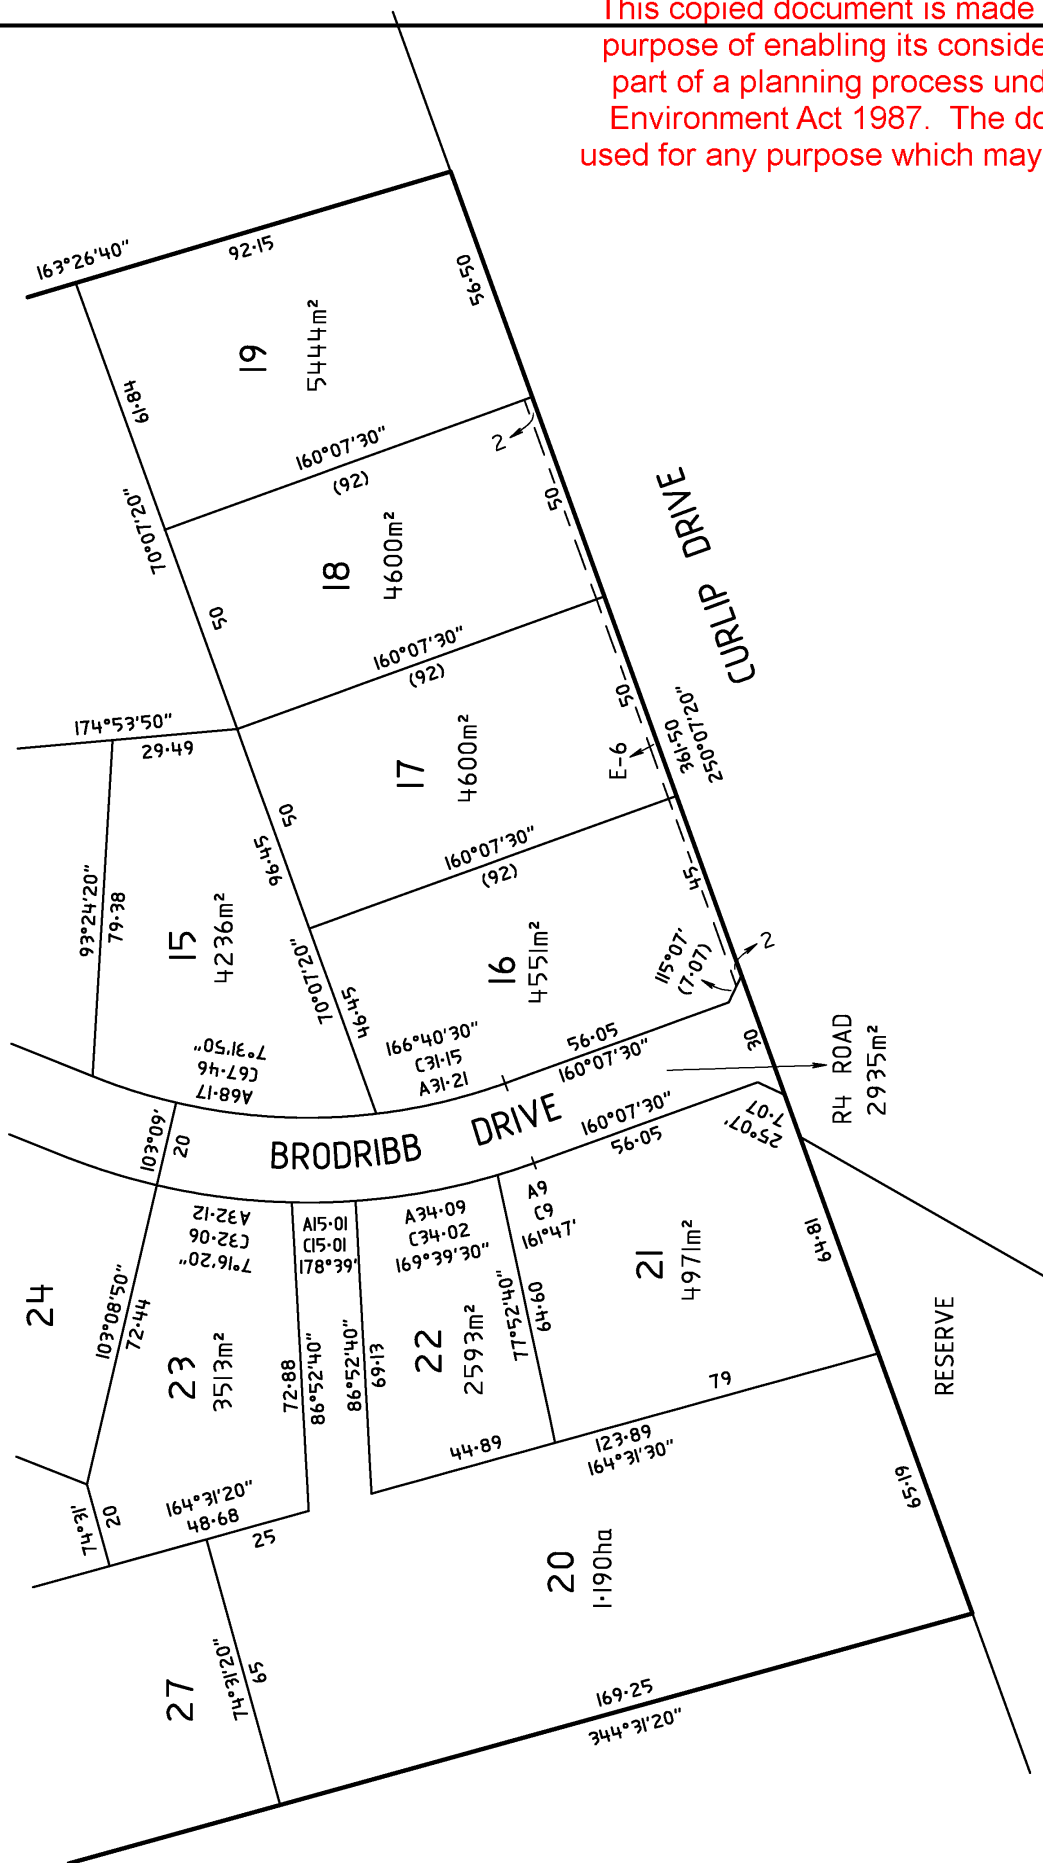 This copied document is made
purpose of enabling its conside
part of a planning process und
Environment Act 1987. The do
used for any purpose which may
163°26'40"
92·15
56·50
19
5444m²
61·84
160°07'30"
(92)
2
70°07'20"
50
18
4600m²
50
CURLIP DRIVE
160°07'30"
(92)
50
174°53'50"
29·49
17
4600m²
E-6
361·50
250°07'20"
50
96·45
160°07'30"
(92)
45
93°24'20"
79·38
15
4236m²
70°07'20"
46·45
16
4551m²
115°07'
(7·07)
2
7°31'50"
C67·46
A68·17
166°40'30"
C31·15
A31·21
56·05
160°07'30"
30
R4 ROAD
2935m²
103°09'
20
BRODRIBB DRIVE
160°07'30"
56·05
25°07'
7·07
A32·12
C32·06
7°16'20"
A15·01
C15·01
178°39'
A34·09
C34·02
169°39'30"
A9
C9
161°47'
21
4971m²
64·81
24
103°08'50"
72·44
23
3513m²
72·88
86°52'40"
86°52'40"
69·13
22
2593m²
77°52'40"
64·60
RESERVE
79
44·89
123·89
164°31'30"
65·19
74°31'
20
164°31'20"
48·68
25
20
1·190ha
27
74°31'20"
65
169·25
344°31'20"